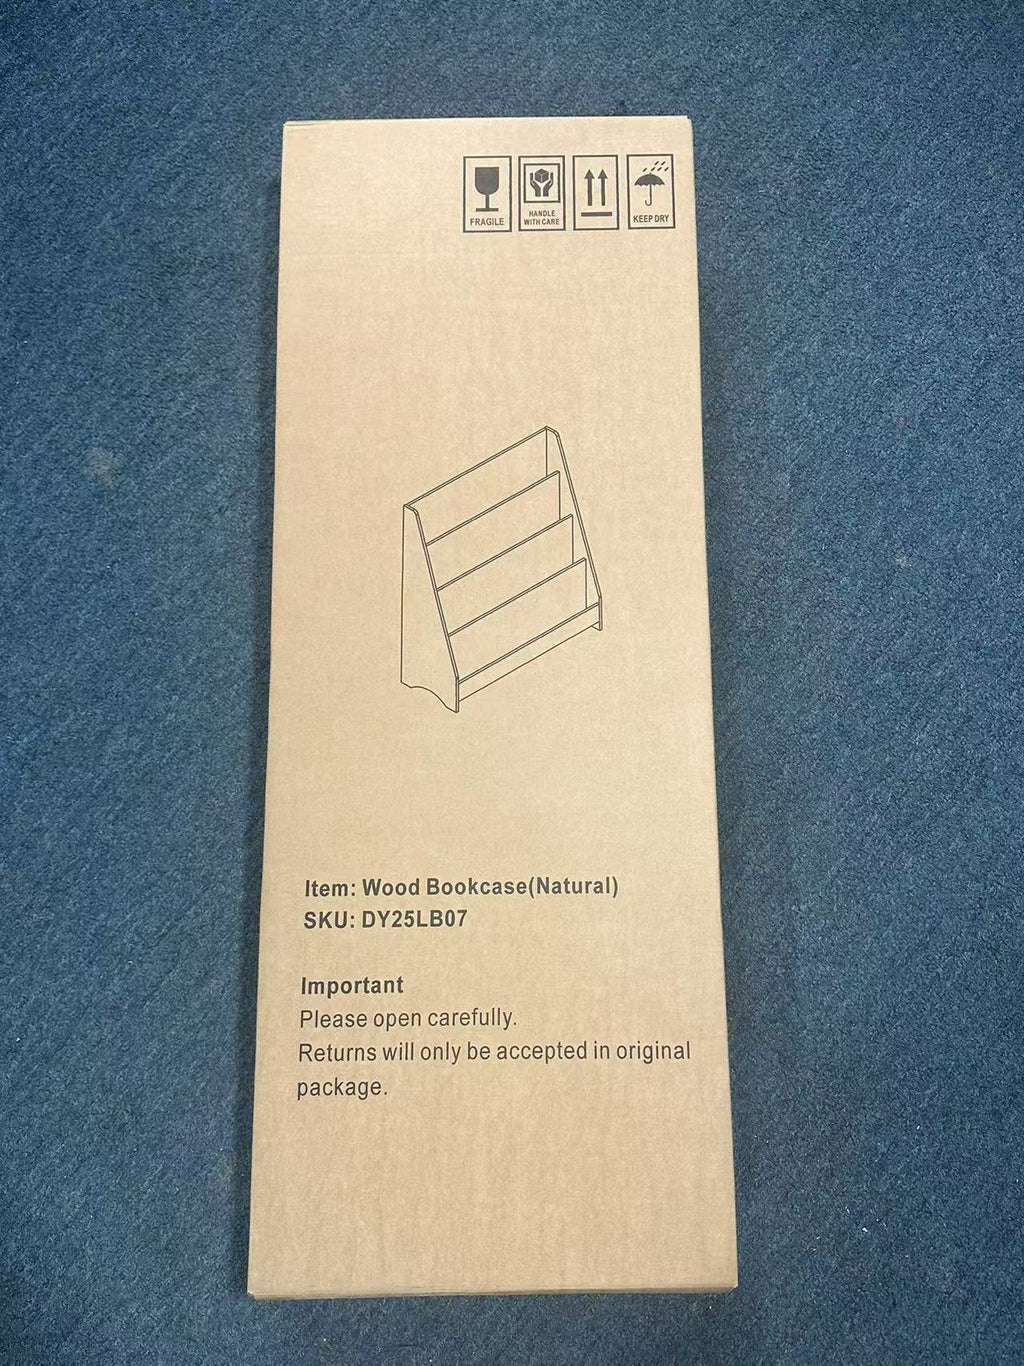 FRAGILE
HANDLE
WITH CARE
KEEP DRY
Item: Wood Bookcase(Natural)
SKU: DY25LB07
Important
Please open carefully.
Returns will only be accepted in original
package.